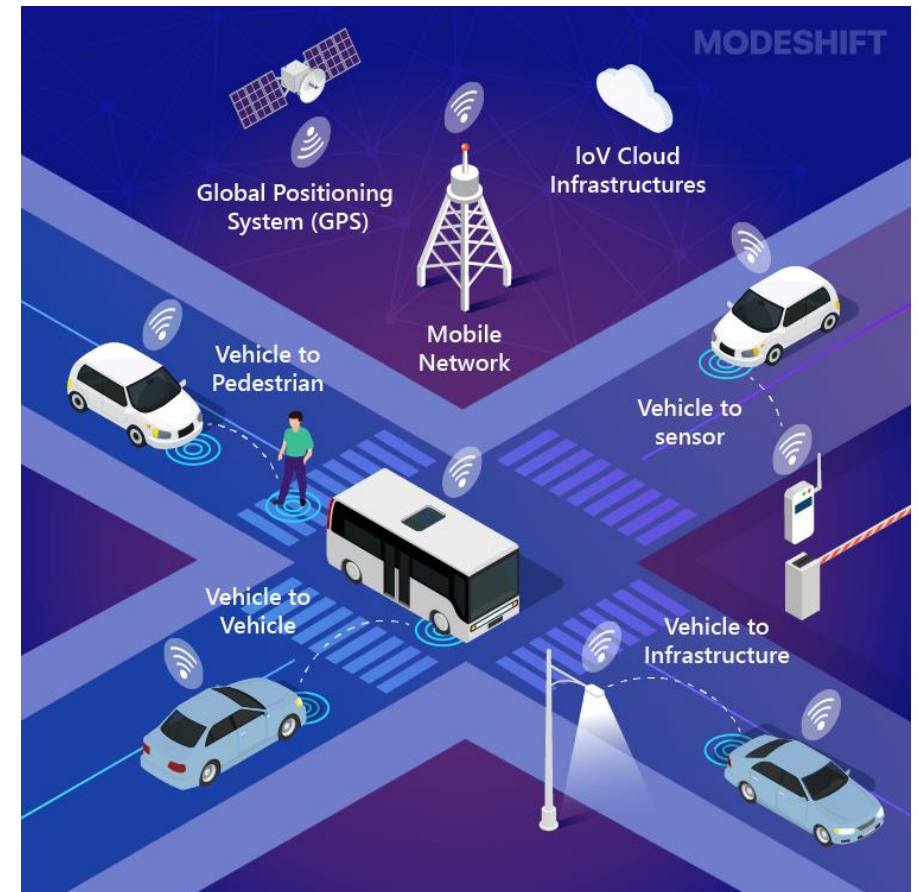 MODESHIFT
Global Positioning
System (GPS)
IoV Cloud
Infrastructures
Mobile
Network
Vehicle to
Pedestrian
Vehicle to
sensor
Vehicle to
Vehicle
Vehicle to
Infrastructure